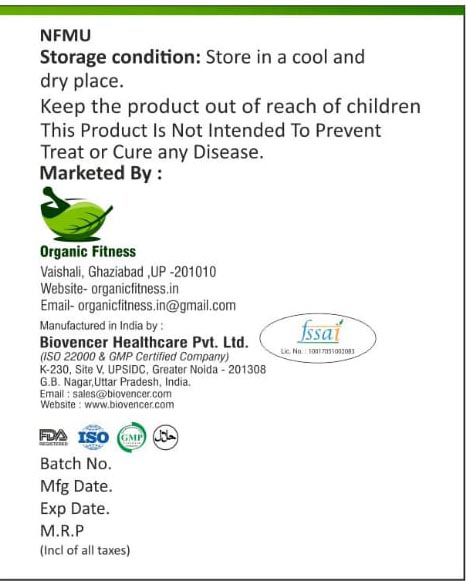 NFMU
Storage condition: Store in a cool and
dry place.
Keep the product out of reach of children
This Product Is Not Intended To Prevent
Treat or Cure any Disease.
Marketed By :
Organic Fitness
Vaishali, Ghaziabad ,UP -201010
Website- organicfitness.in
Email- organicfitness.in@gmail.com
Manufactured in India by :
Biovencer Healthcare Pvt. Ltd.
(ISO 22000 & GMP Certified Company)
K-230, Site V. UPSIDC, Greater Noida - 201308
G.B. Nagar,Uttar Pradesh, India.
Email : sales@biovencer.com
Website : www.biovencer.com
fssai
Lic. No. : 10017051002083
FDA
REGISTERED
ISO
GMP
حلال
Batch No.
Mfg Date.
Exp Date.
M.R.P
(Incl of all taxes)